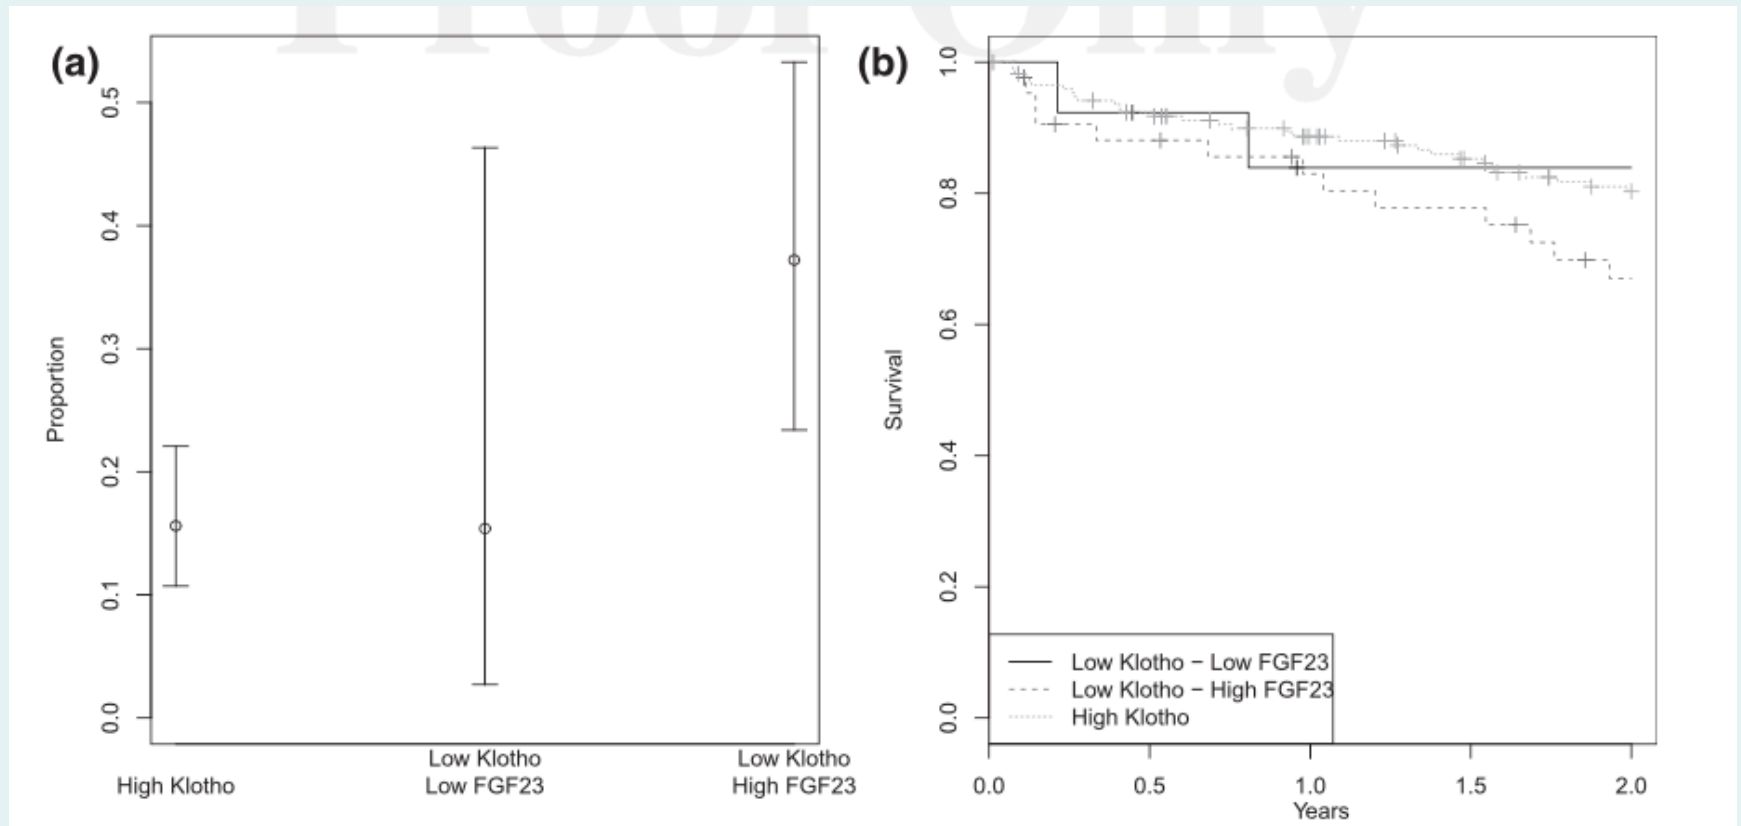 Proof Only
(a)
Proportion
0.5
0.4
0.3
0.2
0.1
0.0
High Klotho
Low Klotho
Low FGF23
Low Klotho
High FGF23
(b)
Survival
1.0
0.8
0.6
0.4
0.2
0.0
Low Klotho − Low FGF23
Low Klotho − High FGF23
High Klotho
0.0 0.5 1.0 1.5 2.0
Years